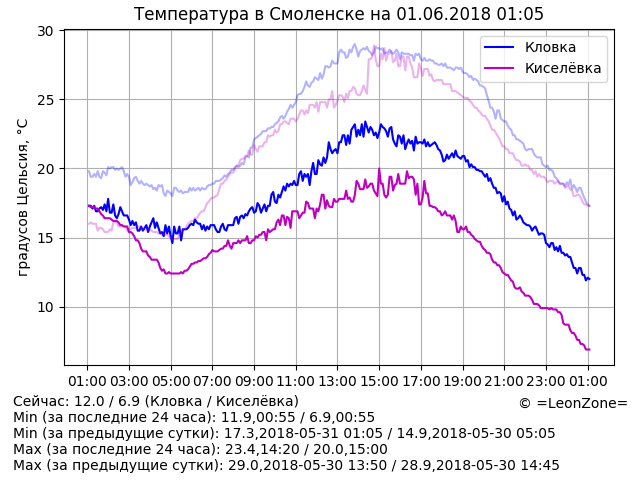 Температура в Смоленске на 01.06.2018 01:05
градусов Цельсия, °C
30
25
20
15
10
Кловка
Киселёвка
01:00 03:00 05:00 07:00 09:00 11:00 13:00 15:00 17:00 19:00 21:00 23:00 01:00
Сейчас: 12.0 / 6.9 (Кловка / Киселёвка)
© =LeonZone=
Min (за последние 24 часа): 11.9,00:55 / 6.9,00:55
Min (за предыдущие сутки): 17.3,2018-05-31 01:05 / 14.9,2018-05-30 05:05
Max (за последние 24 часа): 23.4,14:20 / 20.0,15:00
Max (за предыдущие сутки): 29.0,2018-05-30 13:50 / 28.9,2018-05-30 14:45